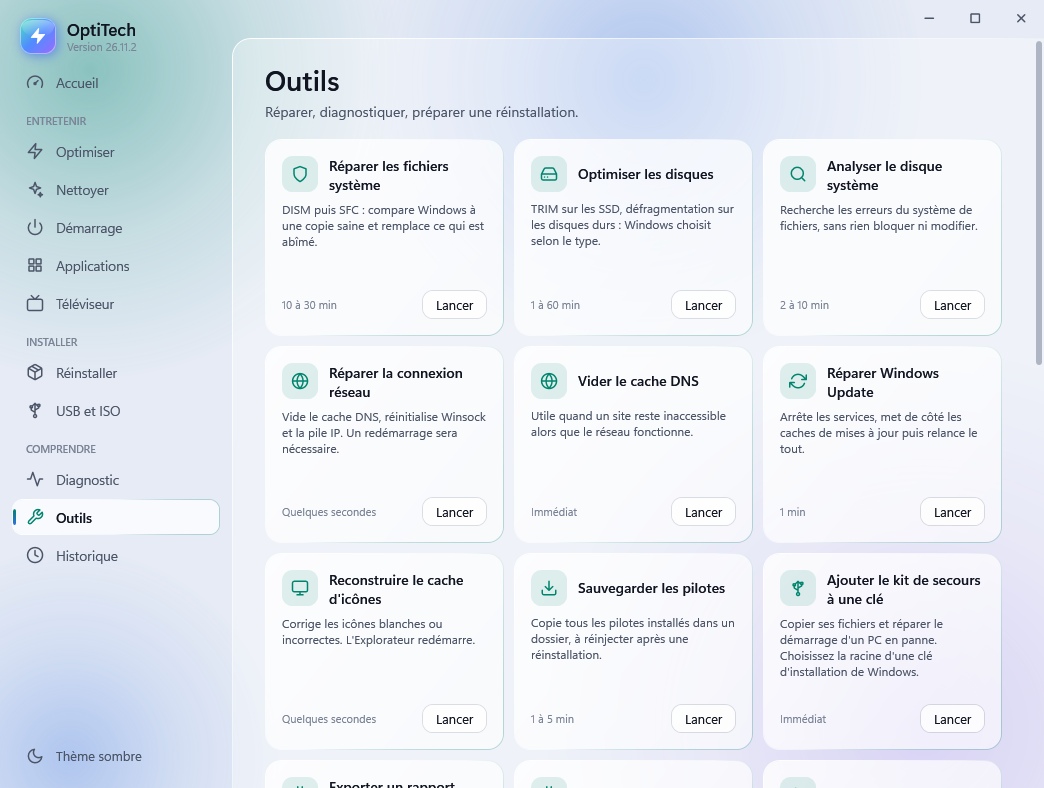 OptiTech
Version 26.11.2
Accueil
ENTRETENIR
Optimiser
Nettoyer
Démarrage
Applications
Téléviseur
INSTALLER
Réinstaller
USB et ISO
COMPRENDRE
Diagnostic
Outils
Historique
Thème sombre
Outils
Réparer, diagnostiquer, préparer une réinstallation.
Réparer les fichiers
système
DISM puis SFC : compare Windows à
une copie saine et remplace ce qui est
abîmé.
10 à 30 min
Lancer
Optimiser les disques
TRIM sur les SSD, défragmentation sur
les disques durs : Windows choisit
selon le type.
1 à 60 min
Lancer
Analyser le disque
système
Recherche les erreurs du système de
fichiers, sans rien bloquer ni modifier.
2 à 10 min
Lancer
Réparer la connexion
réseau
Vide le cache DNS, réinitialise Winsock
et la pile IP. Un redémarrage sera
nécessaire.
Quelques secondes
Lancer
Vider le cache DNS
Utile quand un site reste inaccessible
alors que le réseau fonctionne.
Immédiat
Lancer
Réparer Windows
Update
Arrête les services, met de côté les
caches de mises à jour puis relance le
tout.
1 min
Lancer
Reconstruire le cache
d'icônes
Corrige les icônes blanches ou
incorrectes. L'Explorateur redémarre.
Quelques secondes
Lancer
Sauvegarder les pilotes
Copie tous les pilotes installés dans un
dossier, à réinjecter après une
réinstallation.
1 à 5 min
Lancer
Ajouter le kit de secours
à une clé
Copier ses fichiers et réparer le
démarrage d'un PC en panne.
Choisissez la racine d'une clé
d'installation de Windows.
Immédiat
Lancer
Exporter un rapport